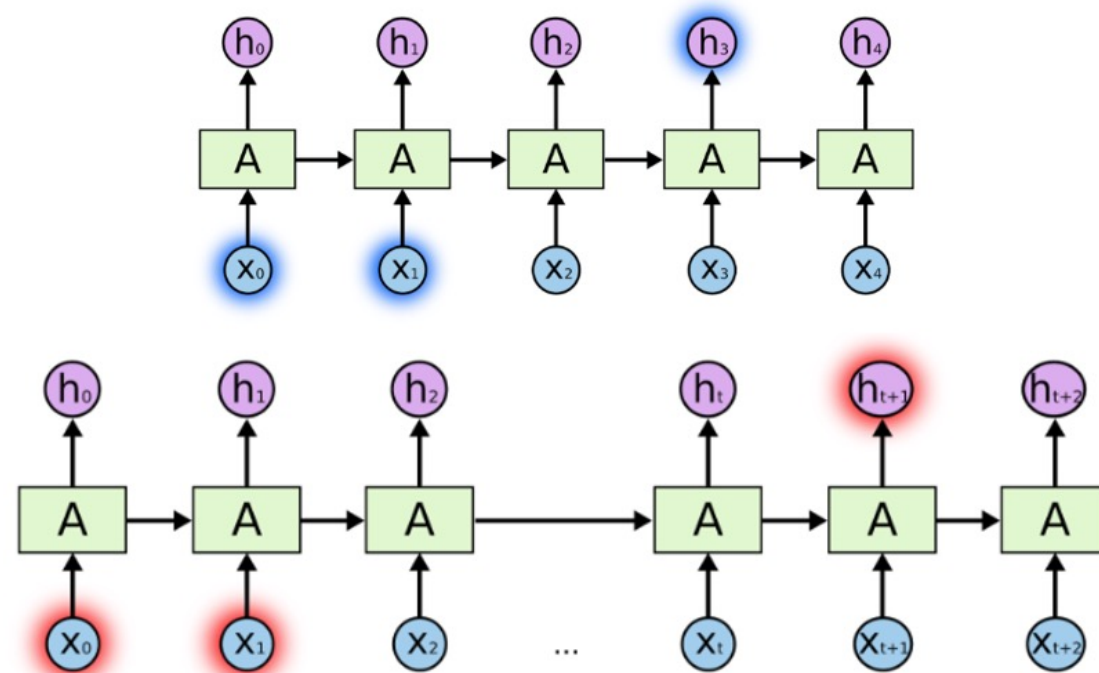 h₀ h₁ h₂ h₃ h₄
A A A A A
x₀ x₁ x₂ x₃ x₄
h₀ h₁ h₂ hₜ hₜ₊₁ hₜ₊₂
A A A A A A
x₀ x₁ x₂ ... xₜ xₜ₊₁ xₜ₊₂